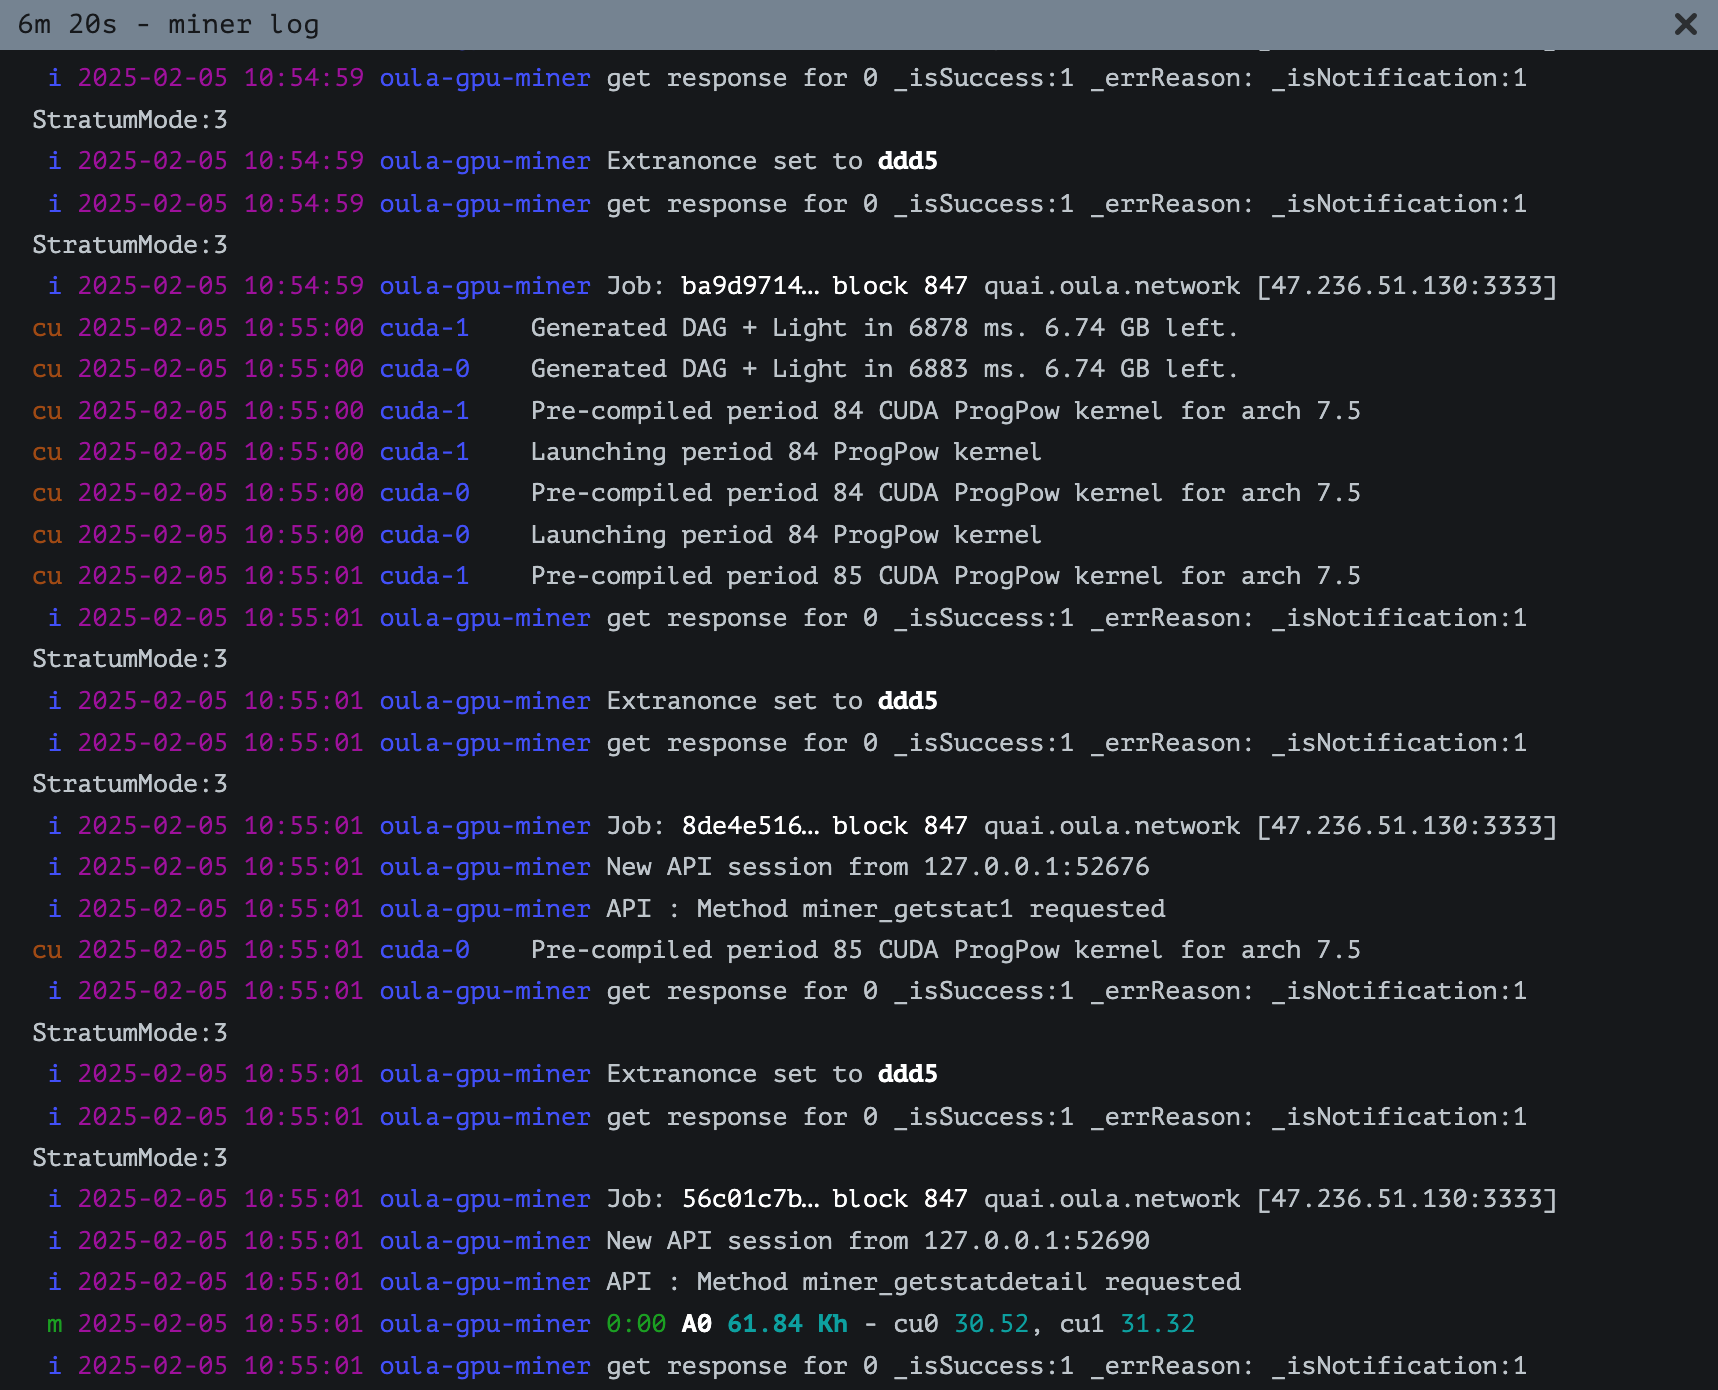 6m 20s - miner log
i 2025-02-05 10:54:59 oula-gpu-miner get response for 0 _isSuccess:1 _errReason: _isNotification:1
StratumMode:3
i 2025-02-05 10:54:59 oula-gpu-miner Extranonce set to ddd5
i 2025-02-05 10:54:59 oula-gpu-miner get response for 0 _isSuccess:1 _errReason: _isNotification:1
StratumMode:3
i 2025-02-05 10:54:59 oula-gpu-miner Job: ba9d9714… block 847 quai.oula.network [47.236.51.130:3333]
cu 2025-02-05 10:55:00 cuda-1 Generated DAG + Light in 6878 ms. 6.74 GB left.
cu 2025-02-05 10:55:00 cuda-0 Generated DAG + Light in 6883 ms. 6.74 GB left.
cu 2025-02-05 10:55:00 cuda-1 Pre-compiled period 84 CUDA ProgPow kernel for arch 7.5
cu 2025-02-05 10:55:00 cuda-1 Launching period 84 ProgPow kernel
cu 2025-02-05 10:55:00 cuda-0 Pre-compiled period 84 CUDA ProgPow kernel for arch 7.5
cu 2025-02-05 10:55:00 cuda-0 Launching period 84 ProgPow kernel
cu 2025-02-05 10:55:01 cuda-1 Pre-compiled period 85 CUDA ProgPow kernel for arch 7.5
i 2025-02-05 10:55:01 oula-gpu-miner get response for 0 _isSuccess:1 _errReason: _isNotification:1
StratumMode:3
i 2025-02-05 10:55:01 oula-gpu-miner Extranonce set to ddd5
i 2025-02-05 10:55:01 oula-gpu-miner get response for 0 _isSuccess:1 _errReason: _isNotification:1
StratumMode:3
i 2025-02-05 10:55:01 oula-gpu-miner Job: 8de4e516… block 847 quai.oula.network [47.236.51.130:3333]
i 2025-02-05 10:55:01 oula-gpu-miner New API session from 127.0.0.1:52676
i 2025-02-05 10:55:01 oula-gpu-miner API : Method miner_getstat1 requested
cu 2025-02-05 10:55:01 cuda-0 Pre-compiled period 85 CUDA ProgPow kernel for arch 7.5
i 2025-02-05 10:55:01 oula-gpu-miner get response for 0 _isSuccess:1 _errReason: _isNotification:1
StratumMode:3
i 2025-02-05 10:55:01 oula-gpu-miner Extranonce set to ddd5
i 2025-02-05 10:55:01 oula-gpu-miner get response for 0 _isSuccess:1 _errReason: _isNotification:1
StratumMode:3
i 2025-02-05 10:55:01 oula-gpu-miner Job: 56c01c7b… block 847 quai.oula.network [47.236.51.130:3333]
i 2025-02-05 10:55:01 oula-gpu-miner New API session from 127.0.0.1:52690
i 2025-02-05 10:55:01 oula-gpu-miner API : Method miner_getstatdetail requested
m 2025-02-05 10:55:01 oula-gpu-miner 0:00 A0 61.84 Kh - cu0 30.52, cu1 31.32
i 2025-02-05 10:55:01 oula-gpu-miner get response for 0 _isSuccess:1 _errReason: _isNotification:1